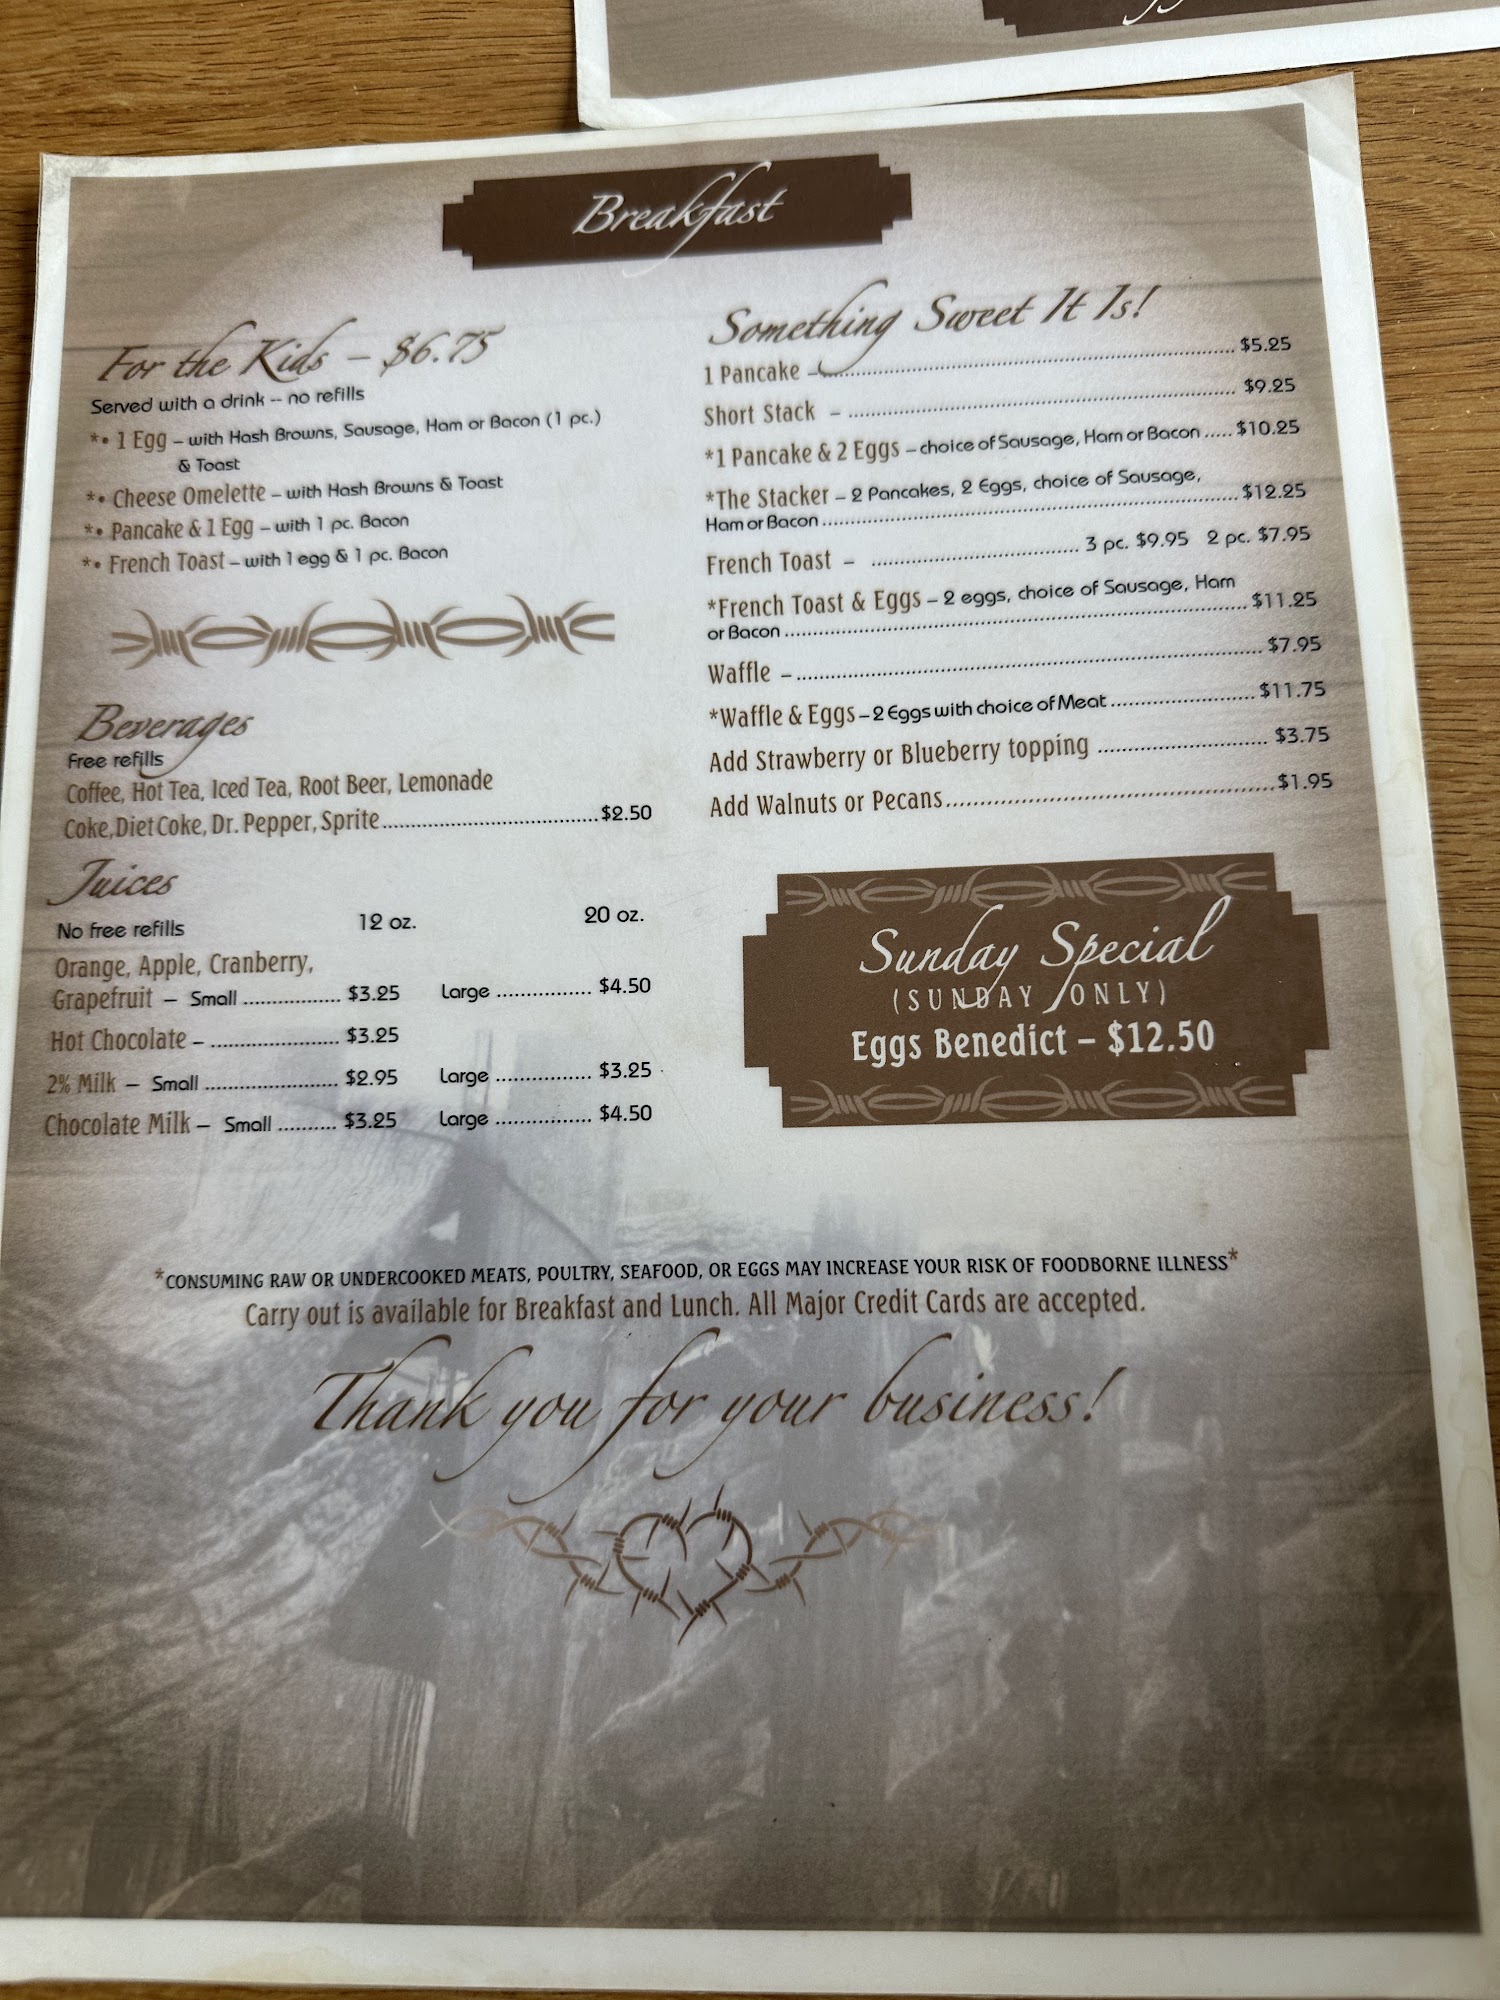 Breakfast
For the Kids – $6.75
Served with a drink -- no refills
*• 1 Egg – with Hash Browns, Sausage, Ham or Bacon (1 pc.)
& Toast
*• Cheese Omelette – with Hash Browns & Toast
*• Pancake & 1 Egg – with 1 pc. Bacon
*• French Toast – with 1 egg & 1 pc. Bacon
Beverages
Free refills
Coffee, Hot Tea, Iced Tea, Root Beer, Lemonade
Coke, Diet Coke, Dr. Pepper, Sprite....................................$2.50
Juices
No free refills 12 oz. 20 oz.
Orange, Apple, Cranberry,
Grapefruit – Small ................ $3.25 Large ................ $4.50
Hot Chocolate – ..................... $3.25
2% Milk – Small ...................... $2.95 Large ................ $3.25
Chocolate Milk – Small .......... $3.25 Large ................ $4.50
Something Sweet It Is!
1 Pancake – ..................................................................... $5.25
Short Stack – ................................................................ $9.25
*1 Pancake & 2 Eggs – choice of Sausage, Ham or Bacon ..... $10.25
*The Stacker – 2 Pancakes, 2 Eggs, choice of Sausage,
Ham or Bacon ..................................................................... $12.25
French Toast – .................................. 3 pc. $9.95 2 pc. $7.95
*French Toast & Eggs – 2 eggs, choice of Sausage, Ham
or Bacon ............................................................................ $11.25
Waffle – ............................................................................ $7.95
*Waffle & Eggs – 2 Eggs with choice of Meat ........................ $11.75
Add Strawberry or Blueberry topping ............................ $3.75
Add Walnuts or Pecans...................................................... $1.95
Sunday Special
(SUNDAY ONLY)
Eggs Benedict – $12.50
*CONSUMING RAW OR UNDERCOOKED MEATS, POULTRY, SEAFOOD, OR EGGS MAY INCREASE YOUR RISK OF FOODBORNE ILLNESS*
Carry out is available for Breakfast and Lunch. All Major Credit Cards are accepted.
Thank you for your business!